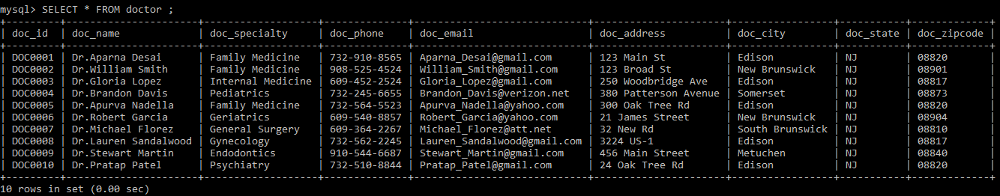 mysql> SELECT * FROM doctor ;
+---------+----------------------+-------------------+--------------+---------------------------+----------------------+-----------------+-----------+-------------+
| doc_id  | doc_name             | doc_specialty     | doc_phone    | doc_email                 | doc_address          | doc_city        | doc_state | doc_zipcode |
+---------+----------------------+-------------------+--------------+---------------------------+----------------------+-----------------+-----------+-------------+
| DOC0001 | Dr.Aparna Desai      | Family Medicine   | 732-910-8565 | Aparna_Desai@gmail.com    | 123 Main St          | Edison          | NJ        | 08820       |
| DOC0002 | Dr.William Smith     | Family Medicine   | 908-525-4524 | William_Smith@gmail.com   | 123 Broad St         | New Brunswick   | NJ        | 08901       |
| DOC0003 | Dr.Gloria Lopez      | Internal Medicine | 609-452-2524 | Gloria_Lopez@gmail.com    | 250 Woodbridge Ave   | Edison          | NJ        | 08817       |
| DOC0004 | Dr.Brandon Davis     | Pediatrics        | 732-245-6655 | Brandon_Davis@verizon.net | 380 Patterson Avenue | Somerset        | NJ        | 08873       |
| DOC0005 | Dr.Apurva Nadella    | Family Medicine   | 732-564-5523 | Apurva_Nadella@yahoo.com  | 300 Oak Tree Rd      | Edison          | NJ        | 08820       |
| DOC0006 | Dr.Robert Garcia     | Geriatrics        | 609-540-8857 | Robert_Garcia@yahoo.com   | 21 James Street      | New Brunswick   | NJ        | 08904       |
| DOC0007 | Dr.Michael Florez    | General Surgery   | 609-364-2267 | Michael_Florez@att.net    | 32 New Rd            | South Brunswick | NJ        | 08810       |
| DOC0008 | Dr.Lauren Sandalwood | Gynecology        | 732-562-2245 | Lauren_Sandalwood@gmail.com | 3224 US-1          | Edison          | NJ        | 08817       |
| DOC0009 | Dr.Stewart Martin    | Endodontics       | 910-544-6687 | Stewart_Martin@gmail.com  | 456 Main Street      | Metuchen        | NJ        | 08840       |
| DOC0010 | Dr.Pratap Patel      | Psychiatry        | 732-510-8844 | Pratap_Patel@gmail.com    | 24 Oak Tree Rd       | Edison          | NJ        | 08820       |
+---------+----------------------+-------------------+--------------+---------------------------+----------------------+-----------------+-----------+-------------+
10 rows in set (0.00 sec)